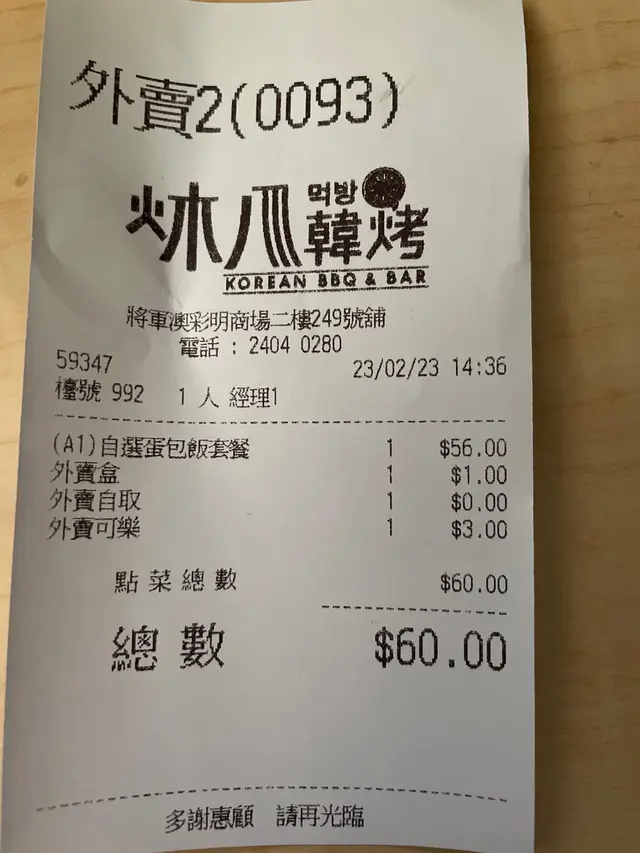 外賣2(0093)
炑爪 먹방 韓烤
KOREAN BBQ & BAR
將軍澳彩明商場二樓249號舖
電話 : 2404 0280
59347 23/02/23 14:36
檯號 992 1 人 經理1
(A1)自選蛋包飯套餐 1 $56.00
外賣盒 1 $1.00
外賣自取 1 $0.00
外賣可樂 1 $3.00
點菜總數 $60.00
總數 $60.00
多謝惠顧 請再光臨